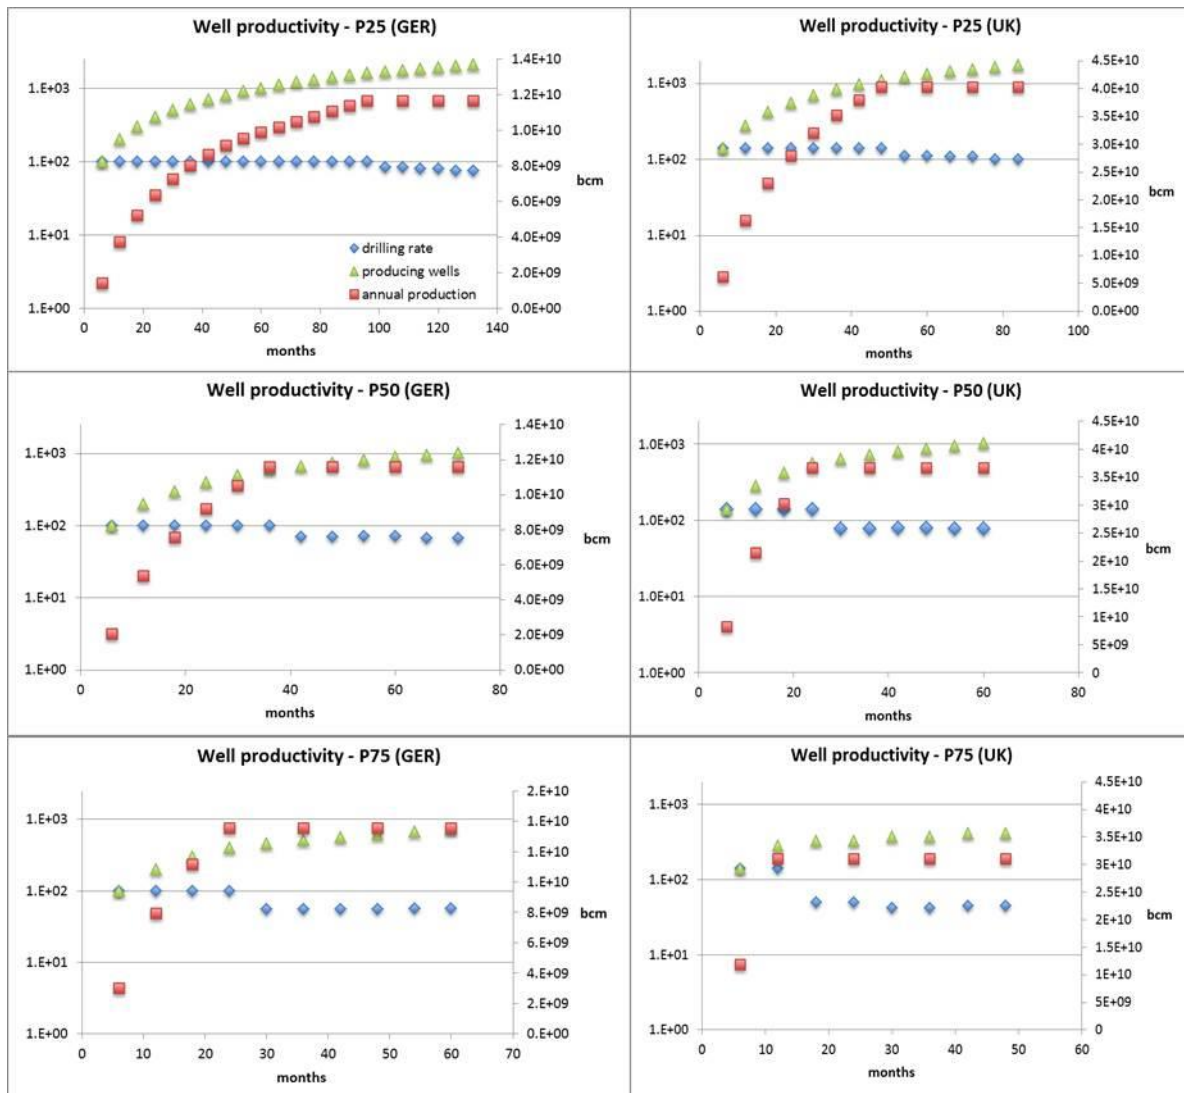 Well productivity - P25 (GER)
1.E+03
1.E+02
1.E+01
1.E+00
1.4E+10
1.2E+10
1.0E+10
8.0E+09
6.0E+09
4.0E+09
2.0E+09
0.0E+00
bcm
drilling rate
producing wells
annual production
0 20 40 60 80 100 120 140
months
Well productivity - P25 (UK)
1.E+03
1.E+02
1.E+01
1.E+00
4.5E+10
4.0E+10
3.5E+10
3.0E+10
2.5E+10
2.0E+10
1.5E+10
1.0E+10
5.0E+09
0.0E+00
bcm
0 20 40 60 80 100
months
Well productivity - P50 (GER)
1.E+03
1.E+02
1.E+01
1.E+00
1.4E+10
1.2E+10
1.0E+10
8.0E+09
6.0E+09
4.0E+09
2.0E+09
0.0E+00
bcm
0 20 40 60 80
months
Well productivity - P50 (UK)
1.0E+03
1.0E+02
1.0E+01
1.0E+00
4.5E+10
4E+10
3.5E+10
3E+10
2.5E+10
2E+10
1.5E+10
1E+10
5E+09
0
bcm
0 20 40 60 80
months
Well productivity - P75 (GER)
1.E+03
1.E+02
1.E+01
1.E+00
2.E+10
1.E+10
1.E+10
1.E+10
8.E+09
6.E+09
4.E+09
2.E+09
0.E+00
bcm
0 10 20 30 40 50 60 70
months
Well productivity - P75 (UK)
1.E+03
1.E+02
1.E+01
1.E+00
4.5E+10
4E+10
3.5E+10
3E+10
2.5E+10
2E+10
1.5E+10
1E+10
5E+09
0
bcm
0 10 20 30 40 50 60
months